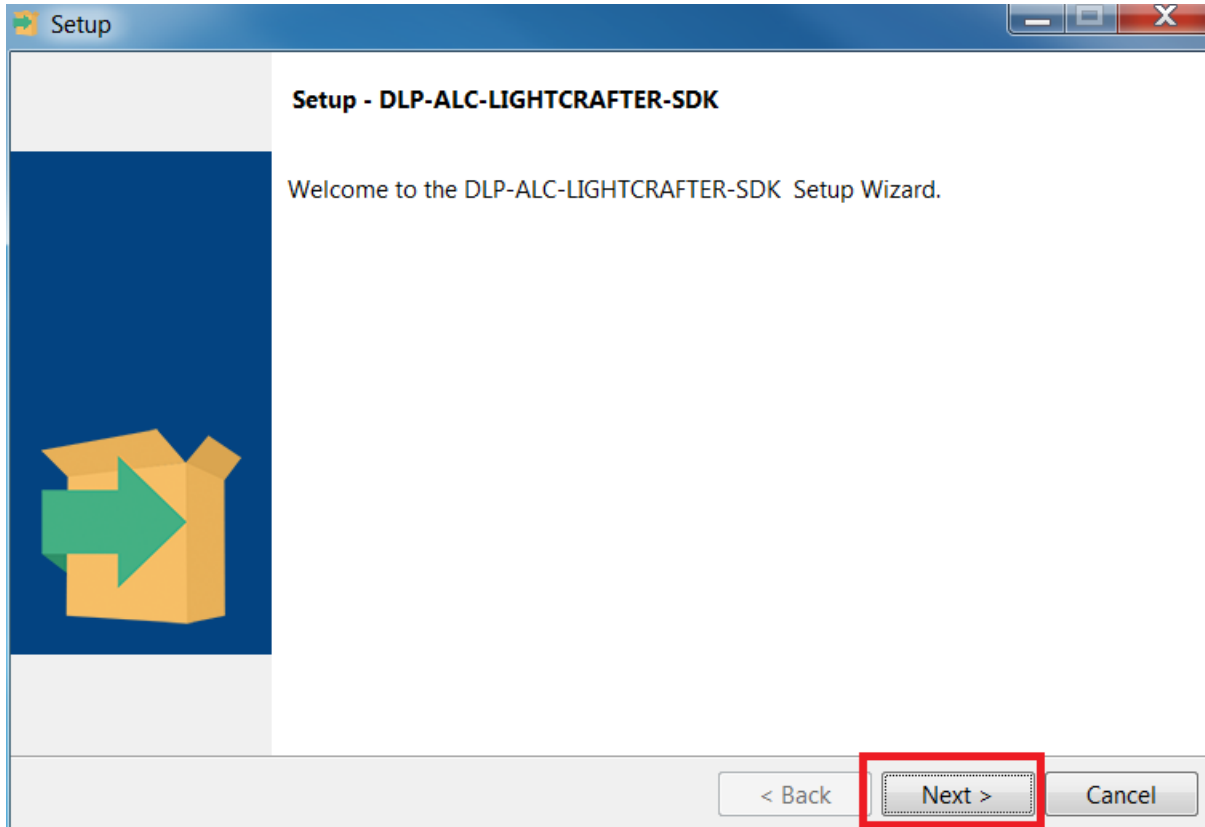 Setup
X
Setup - DLP-ALC-LIGHTCRAFTER-SDK
Welcome to the DLP-ALC-LIGHTCRAFTER-SDK  Setup Wizard.
< Back Next > Cancel